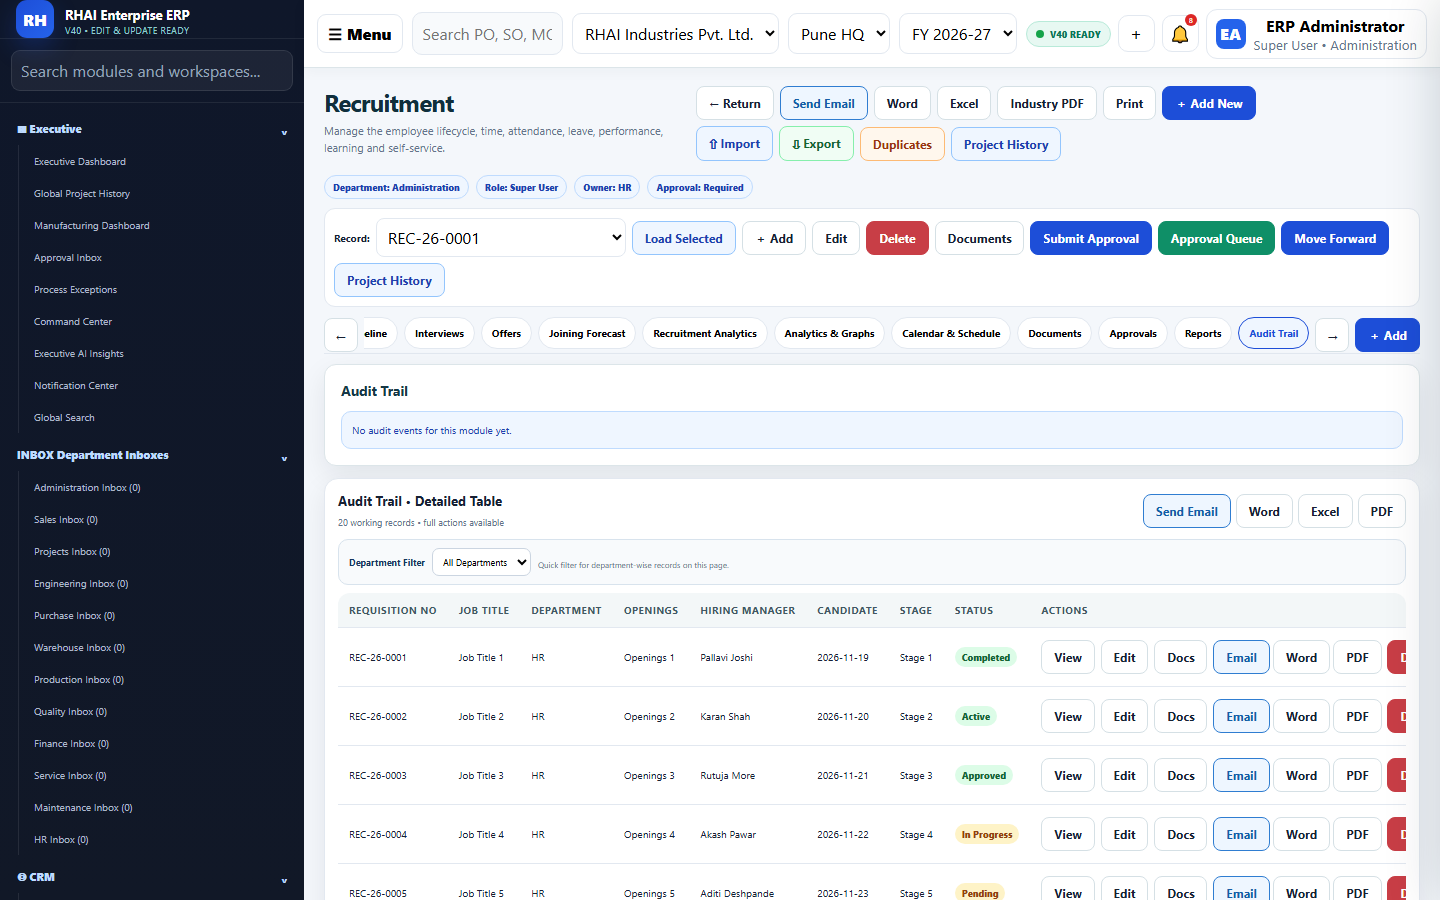 RH
RHAI Enterprise ERP
V40 • EDIT & UPDATE READY
Search modules and workspaces...
Executive
Executive Dashboard
Global Project History
Manufacturing Dashboard
Approval Inbox
Process Exceptions
Command Center
Executive AI Insights
Notification Center
Global Search
INBOX Department Inboxes
Administration Inbox (0)
Sales Inbox (0)
Projects Inbox (0)
Engineering Inbox (0)
Purchase Inbox (0)
Warehouse Inbox (0)
Production Inbox (0)
Quality Inbox (0)
Finance Inbox (0)
Service Inbox (0)
Maintenance Inbox (0)
HR Inbox (0)
CRM
☰ Menu
Search PO, SO, MC
RHAI Industries Pvt. Ltd.
Pune HQ
FY 2026-27
V40 READY
+
8
EA
ERP Administrator
Super User • Administration
Recruitment
Manage the employee lifecycle, time, attendance, leave, performance,
learning and self-service.
← Return
Send Email
Word
Excel
Industry PDF
Print
+ Add New
⇧ Import
⇩ Export
Duplicates
Project History
Department: Administration
Role: Super User
Owner: HR
Approval: Required
Record:
REC-26-0001
Load Selected
+ Add
Edit
Delete
Documents
Submit Approval
Approval Queue
Move Forward
Project History
←
eline
Interviews
Offers
Joining Forecast
Recruitment Analytics
Analytics & Graphs
Calendar & Schedule
Documents
Approvals
Reports
Audit Trail
→
+ Add
Audit Trail
No audit events for this module yet.
Audit Trail • Detailed Table
20 working records • full actions available
Send Email
Word
Excel
PDF
Department Filter
All Departments
Quick filter for department-wise records on this page.
REQUISITION NO JOB TITLE DEPARTMENT OPENINGS HIRING MANAGER CANDIDATE STAGE STATUS ACTIONS
REC-26-0001 Job Title 1 HR Openings 1 Pallavi Joshi 2026-11-19 Stage 1 Completed View Edit Docs Email Word PDF D
REC-26-0002 Job Title 2 HR Openings 2 Karan Shah 2026-11-20 Stage 2 Active View Edit Docs Email Word PDF D
REC-26-0003 Job Title 3 HR Openings 3 Rutuja More 2026-11-21 Stage 3 Approved View Edit Docs Email Word PDF D
REC-26-0004 Job Title 4 HR Openings 4 Akash Pawar 2026-11-22 Stage 4 In Progress View Edit Docs Email Word PDF D
REC-26-0005 Job Title 5 HR Openings 5 Aditi Deshpande 2026-11-23 Stage 5 Pending View Edit Docs Email Word PDF D